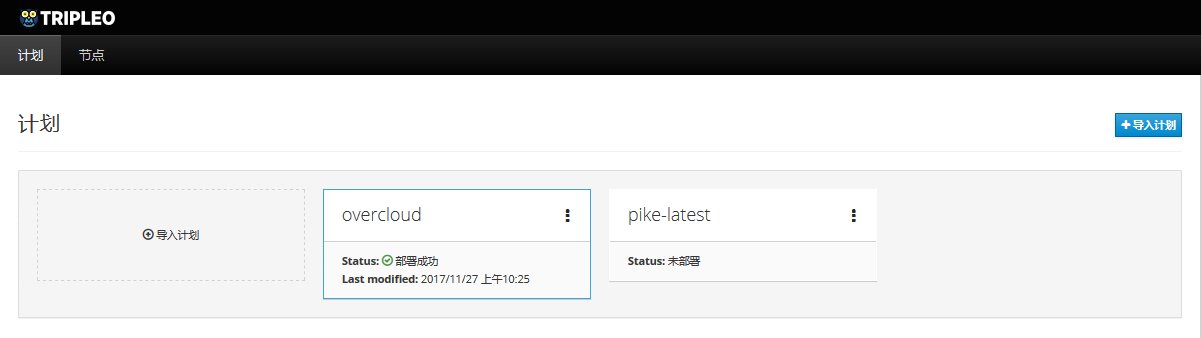 TRIPLEO
计划 节点
计划
导入计划
导入计划
overcloud
Status: 部署成功
Last modified: 2017/11/27 上午10:25
pike-latest
Status: 未部署